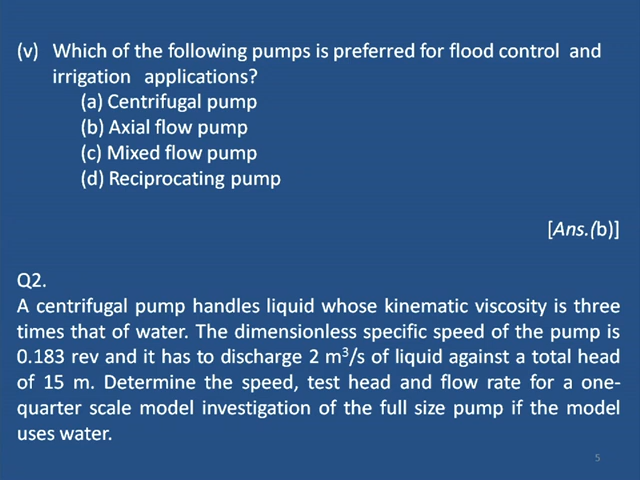 (v) Which of the following pumps is preferred for flood control and
irrigation applications?
(a) Centrifugal pump
(b) Axial flow pump
(c) Mixed flow pump
(d) Reciprocating pump
[Ans.(b)]
Q2.
A centrifugal pump handles liquid whose kinematic viscosity is three
times that of water. The dimensionless specific speed of the pump is
0.183 rev and it has to discharge 2 m³/s of liquid against a total head
of 15 m. Determine the speed, test head and flow rate for a one-
quarter scale model investigation of the full size pump if the model
uses water.
5